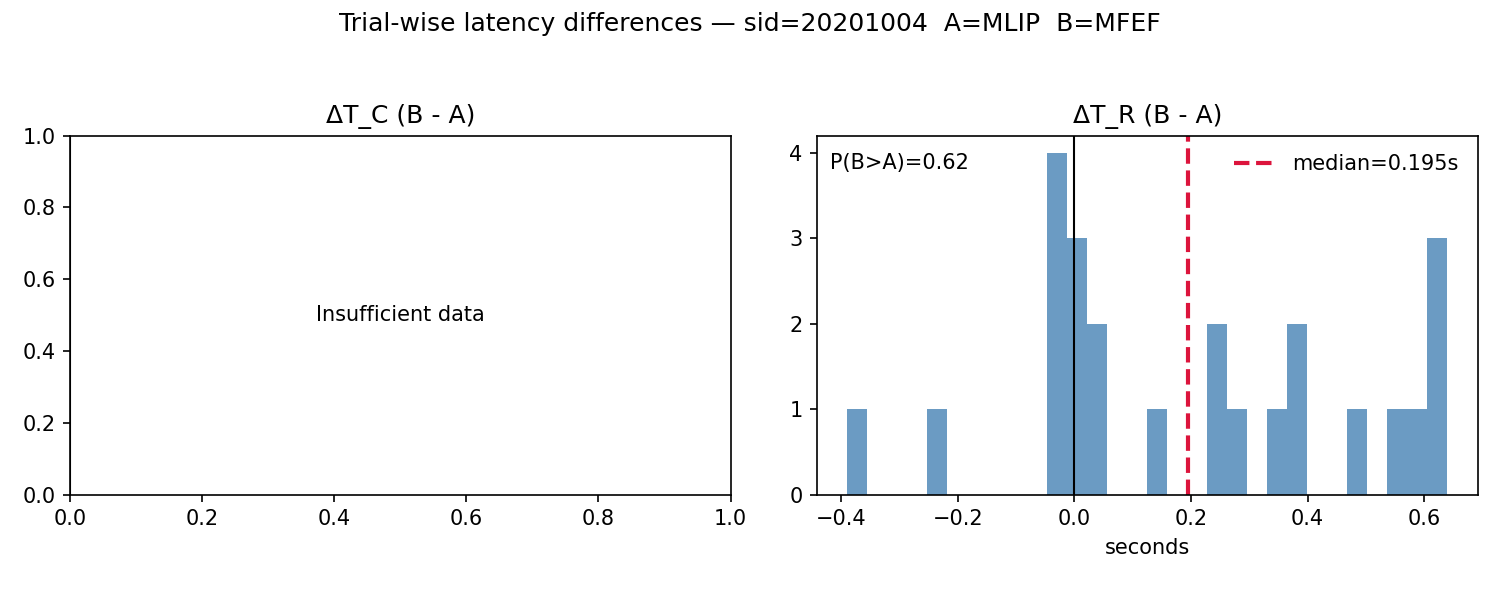 Trial-wise latency differences — sid=20201004  A=MLIP  B=MFEF
ΔT_C (B - A)
1.0
0.8
0.6
0.4
0.2
0.0
Insufficient data
0.0 0.2 0.4 0.6 0.8 1.0
ΔT_R (B - A)
4
3
2
1
0
P(B>A)=0.62
median=0.195s
−0.4 −0.2 0.0 0.2 0.4 0.6
seconds